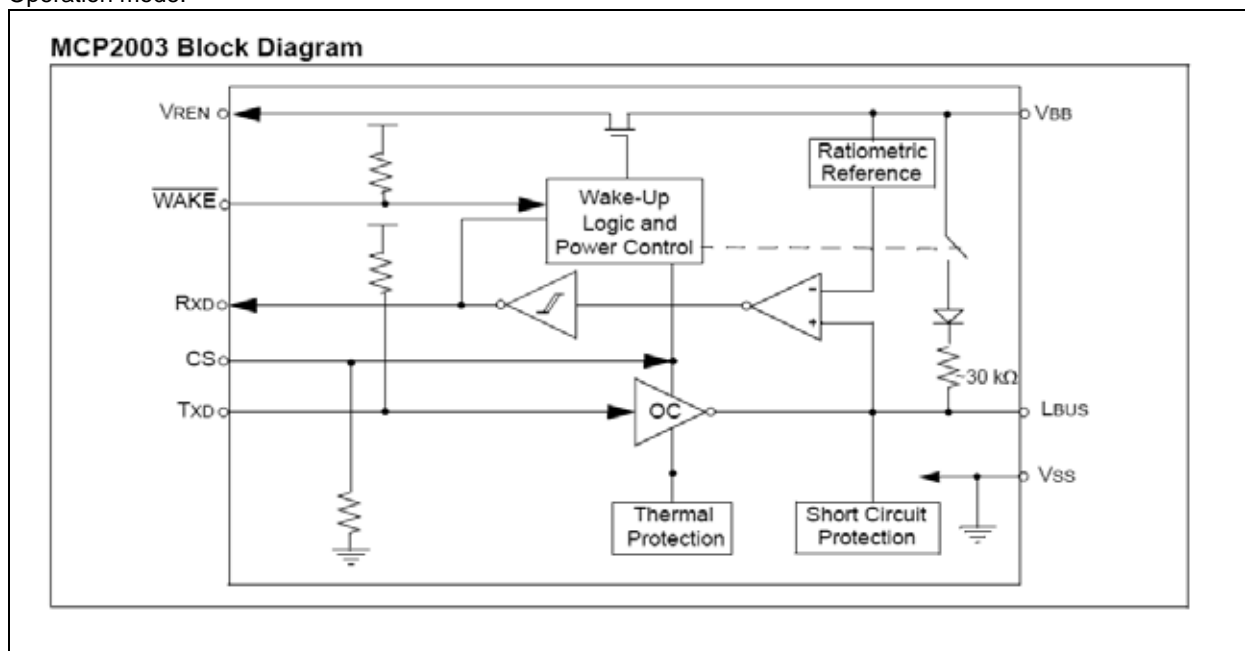 Operation mode.
MCP2003 Block Diagram
VREN
VBB
Ratiometric
Reference
WAKE
Wake-Up
Logic and
Power Control
RXD
-
+
CS
~30 kΩ
TXD
OC
LBUS
VSS
Thermal
Protection
Short Circuit
Protection